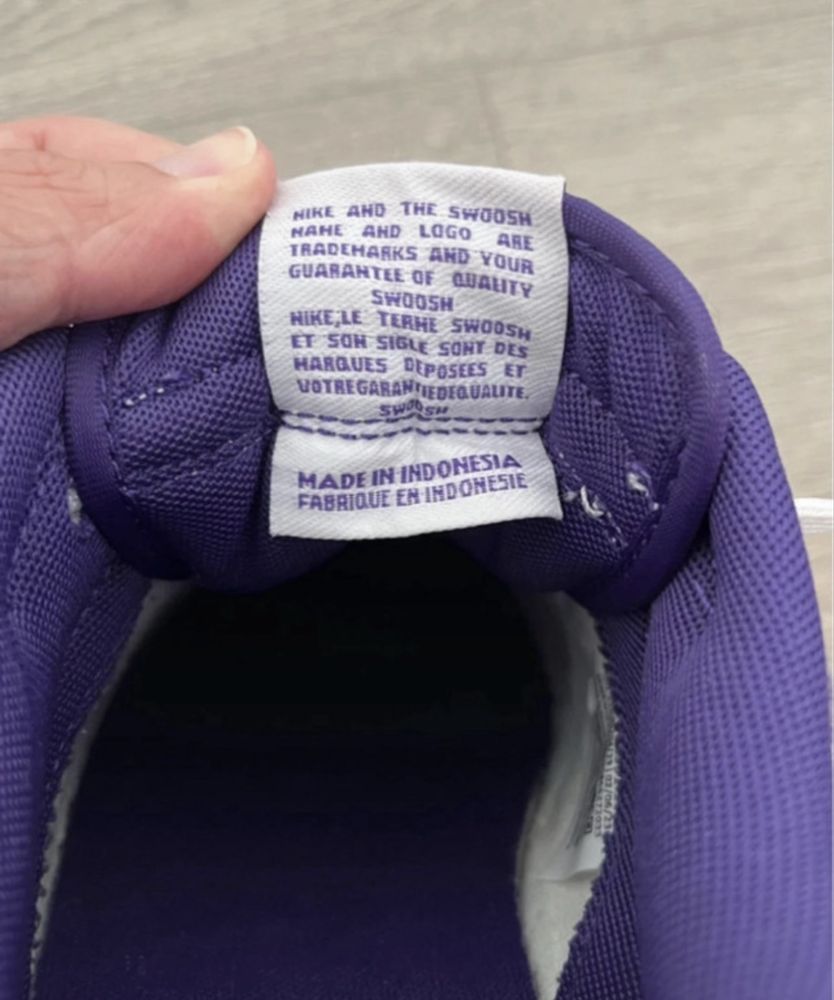 NIKE AND THE SWOOSH
NAME AND LOGO ARE
TRADEMARKS AND YOUR
GUARANTEE OF QUALITY
SWOOSH
NIKE,LE TERME SWOOSH
ET SON SIGLE SONT DES
MARQUES DEPOSEES ET
VOTREGARANTIEDEQUALITE.
SWOOSH
MADE IN INDONESIA
FABRIQUE EN INDONESIE